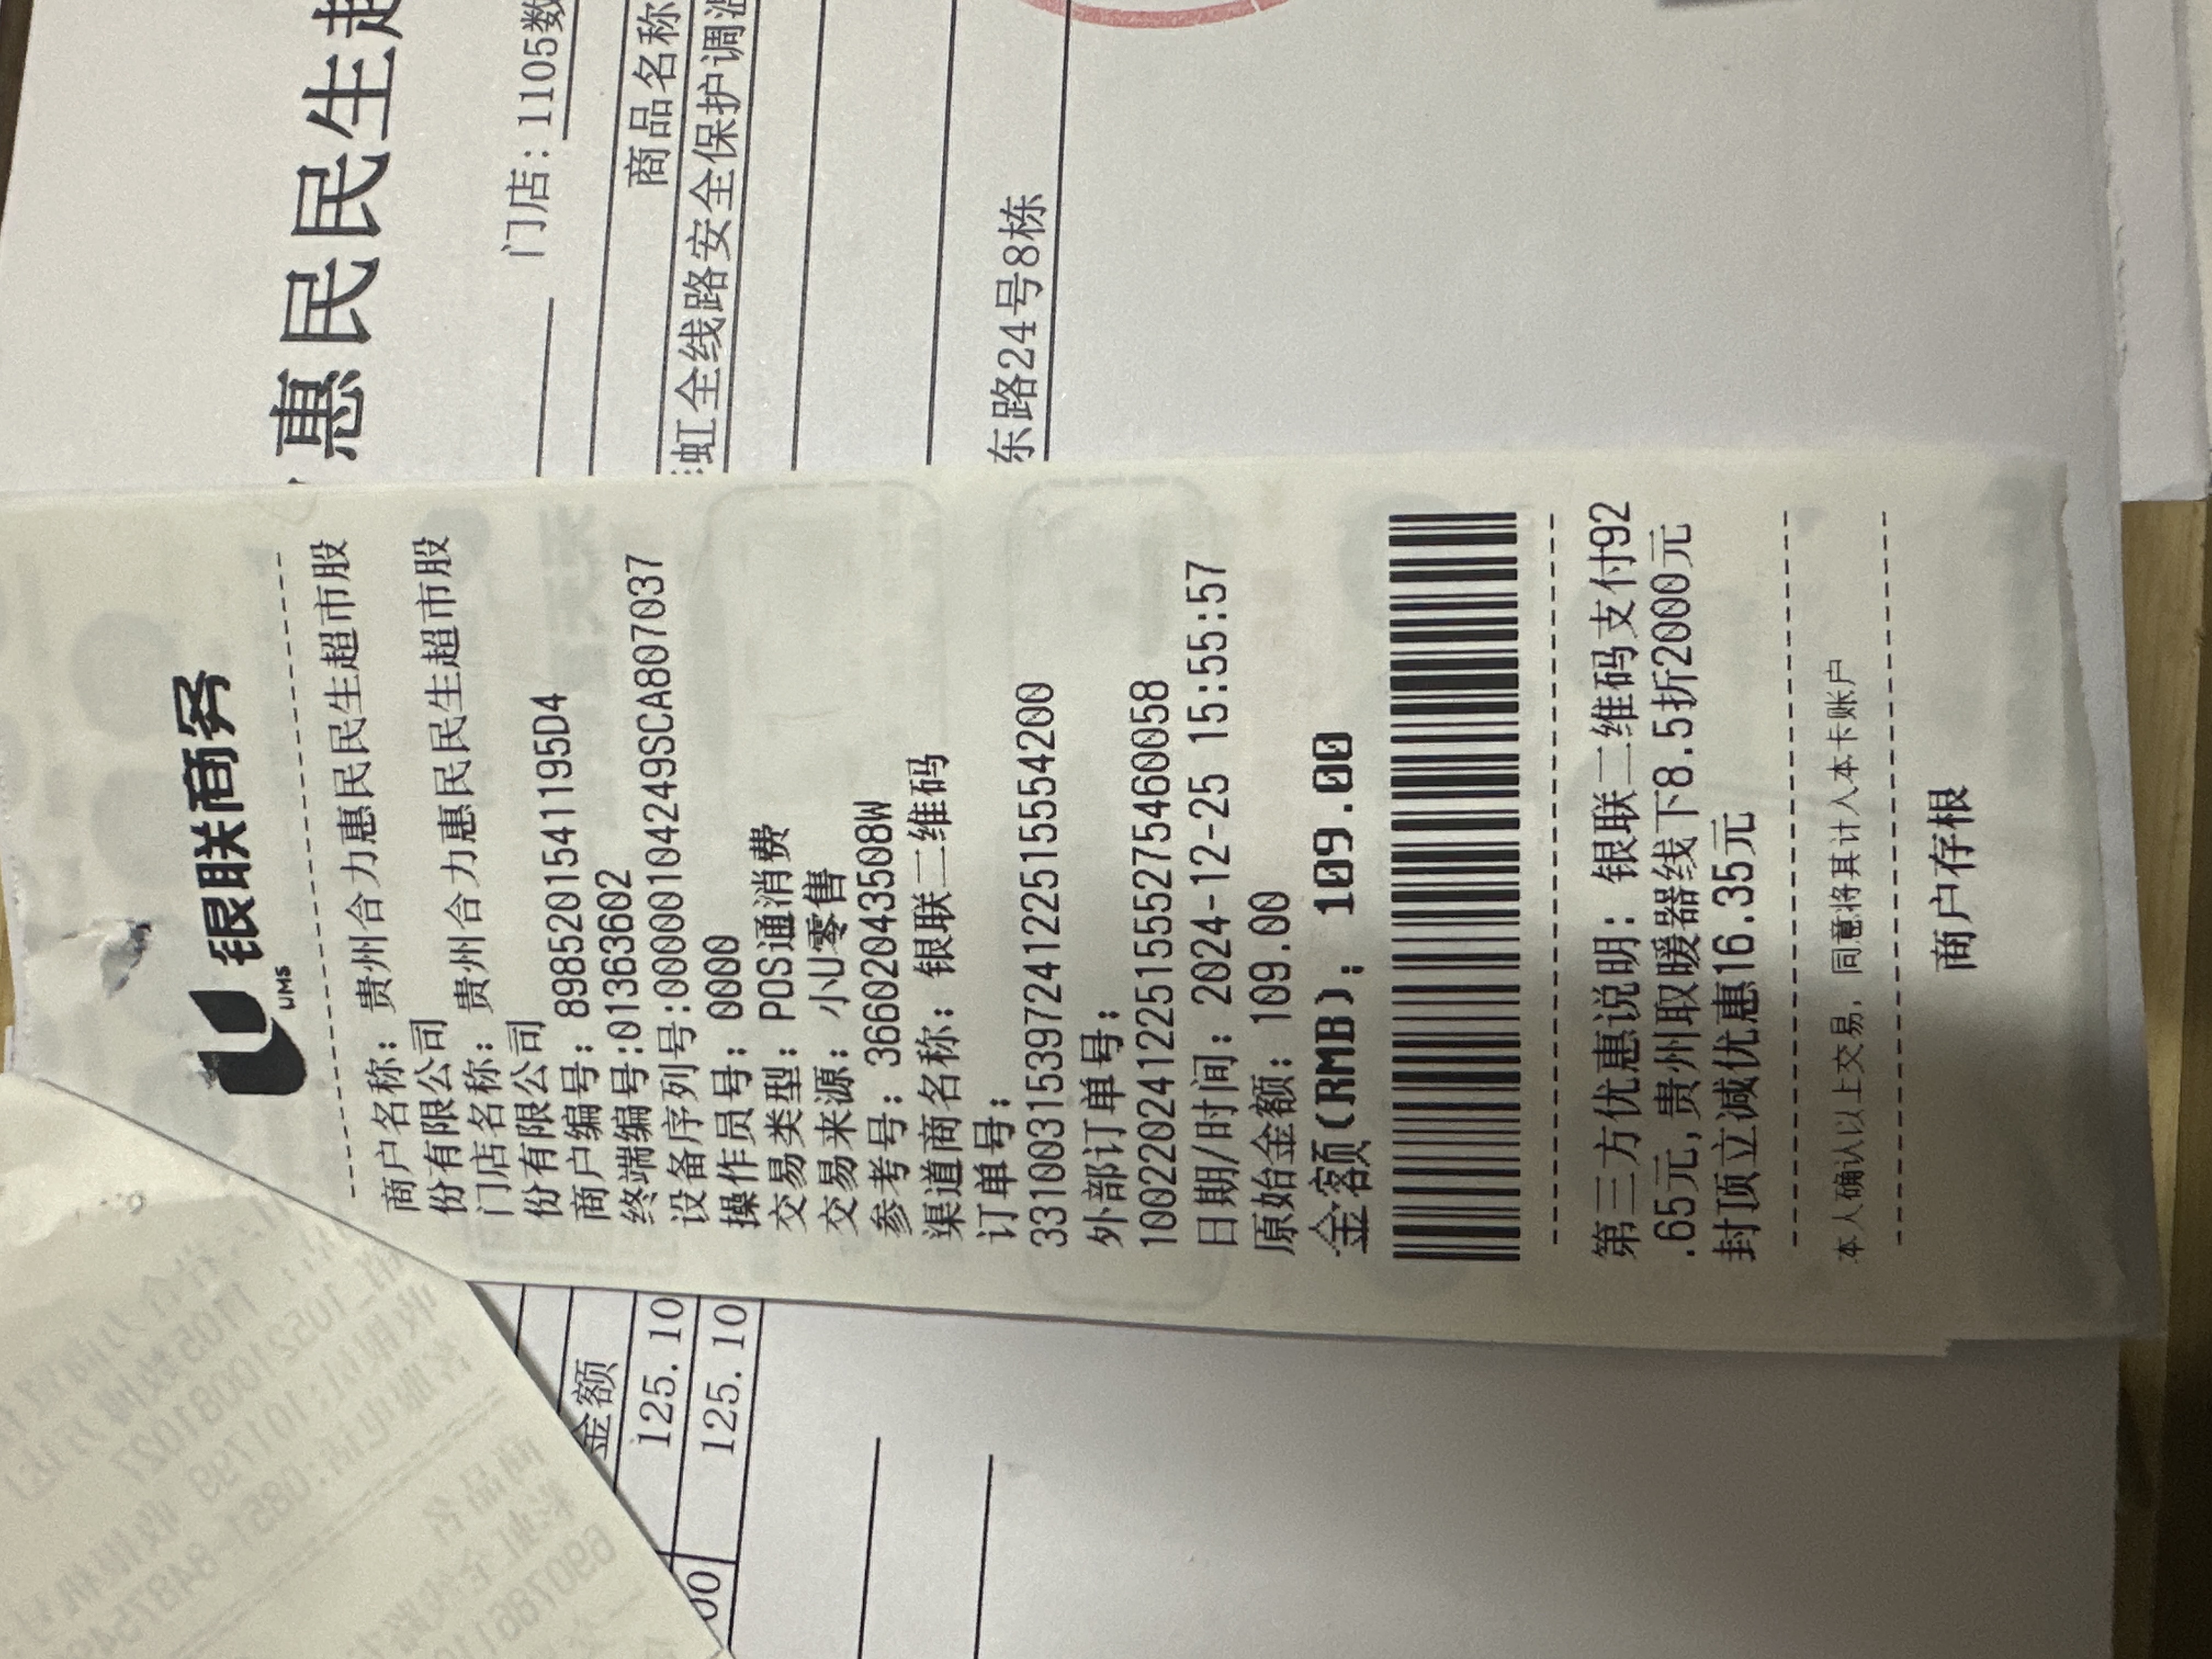 惠民民生超
门店：1105数
商品名称
虹全线路安全保护调温
东路24号8栋
银联商务
UMS
商户名称：贵州合力惠民民生超市股
份有限公司
门店名称：贵州合力惠民民生超市股
份有限公司
商户编号：89852015411195D4
终端编号:01363602
设备序列号:00000104249SCA807037
操作员号：0000
交易类型：POS通消费
交易来源：小U零售
参考号：36602043508W
渠道商名称：银联二维码
订单号：
33100315397241225155554200
外部订单号：
1002202412251555275460058
日期/时间：2024-12-25 15:55:57
原始金额：109.00
金额(RMB)：109.00
第三方优惠说明：银联二维码支付92
.65元,贵州取暖器线下8.5折2000元
封顶立减优惠16.35元
本人确认以上交易，同意将其计入本卡账户
商户存根
金额
125.10
125.10
00